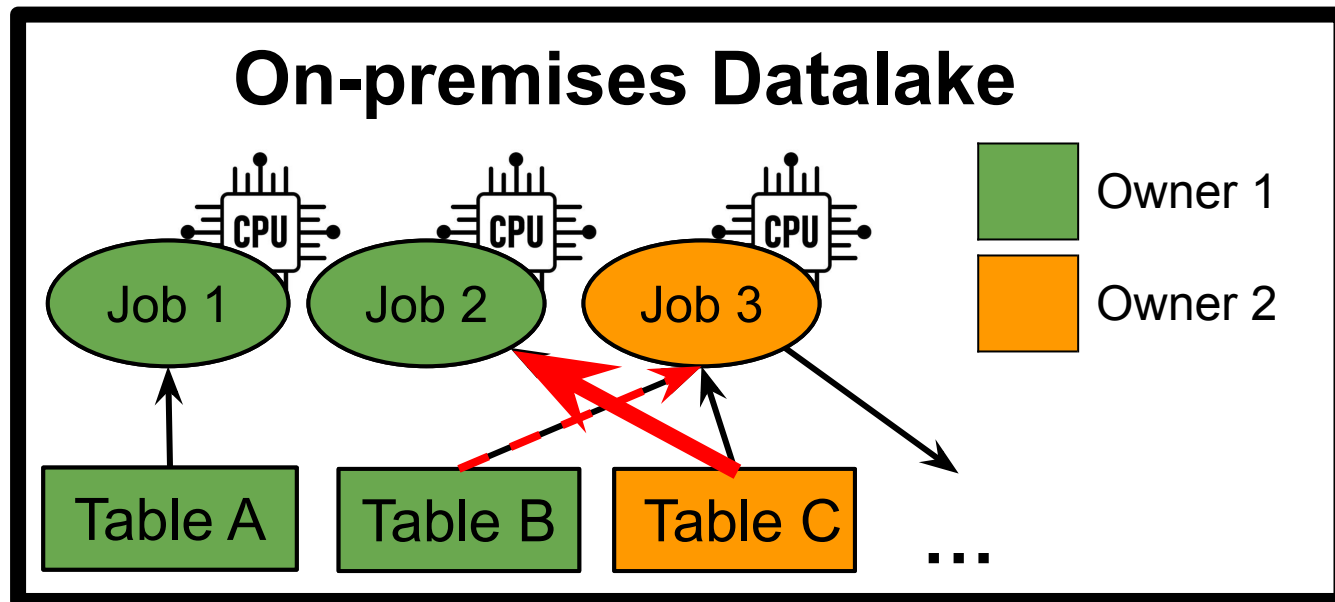 On-premises Datalake
CPU CPU CPU
Owner 1
Job 1 Job 2 Job 3
Owner 2
Table A Table B Table C
...